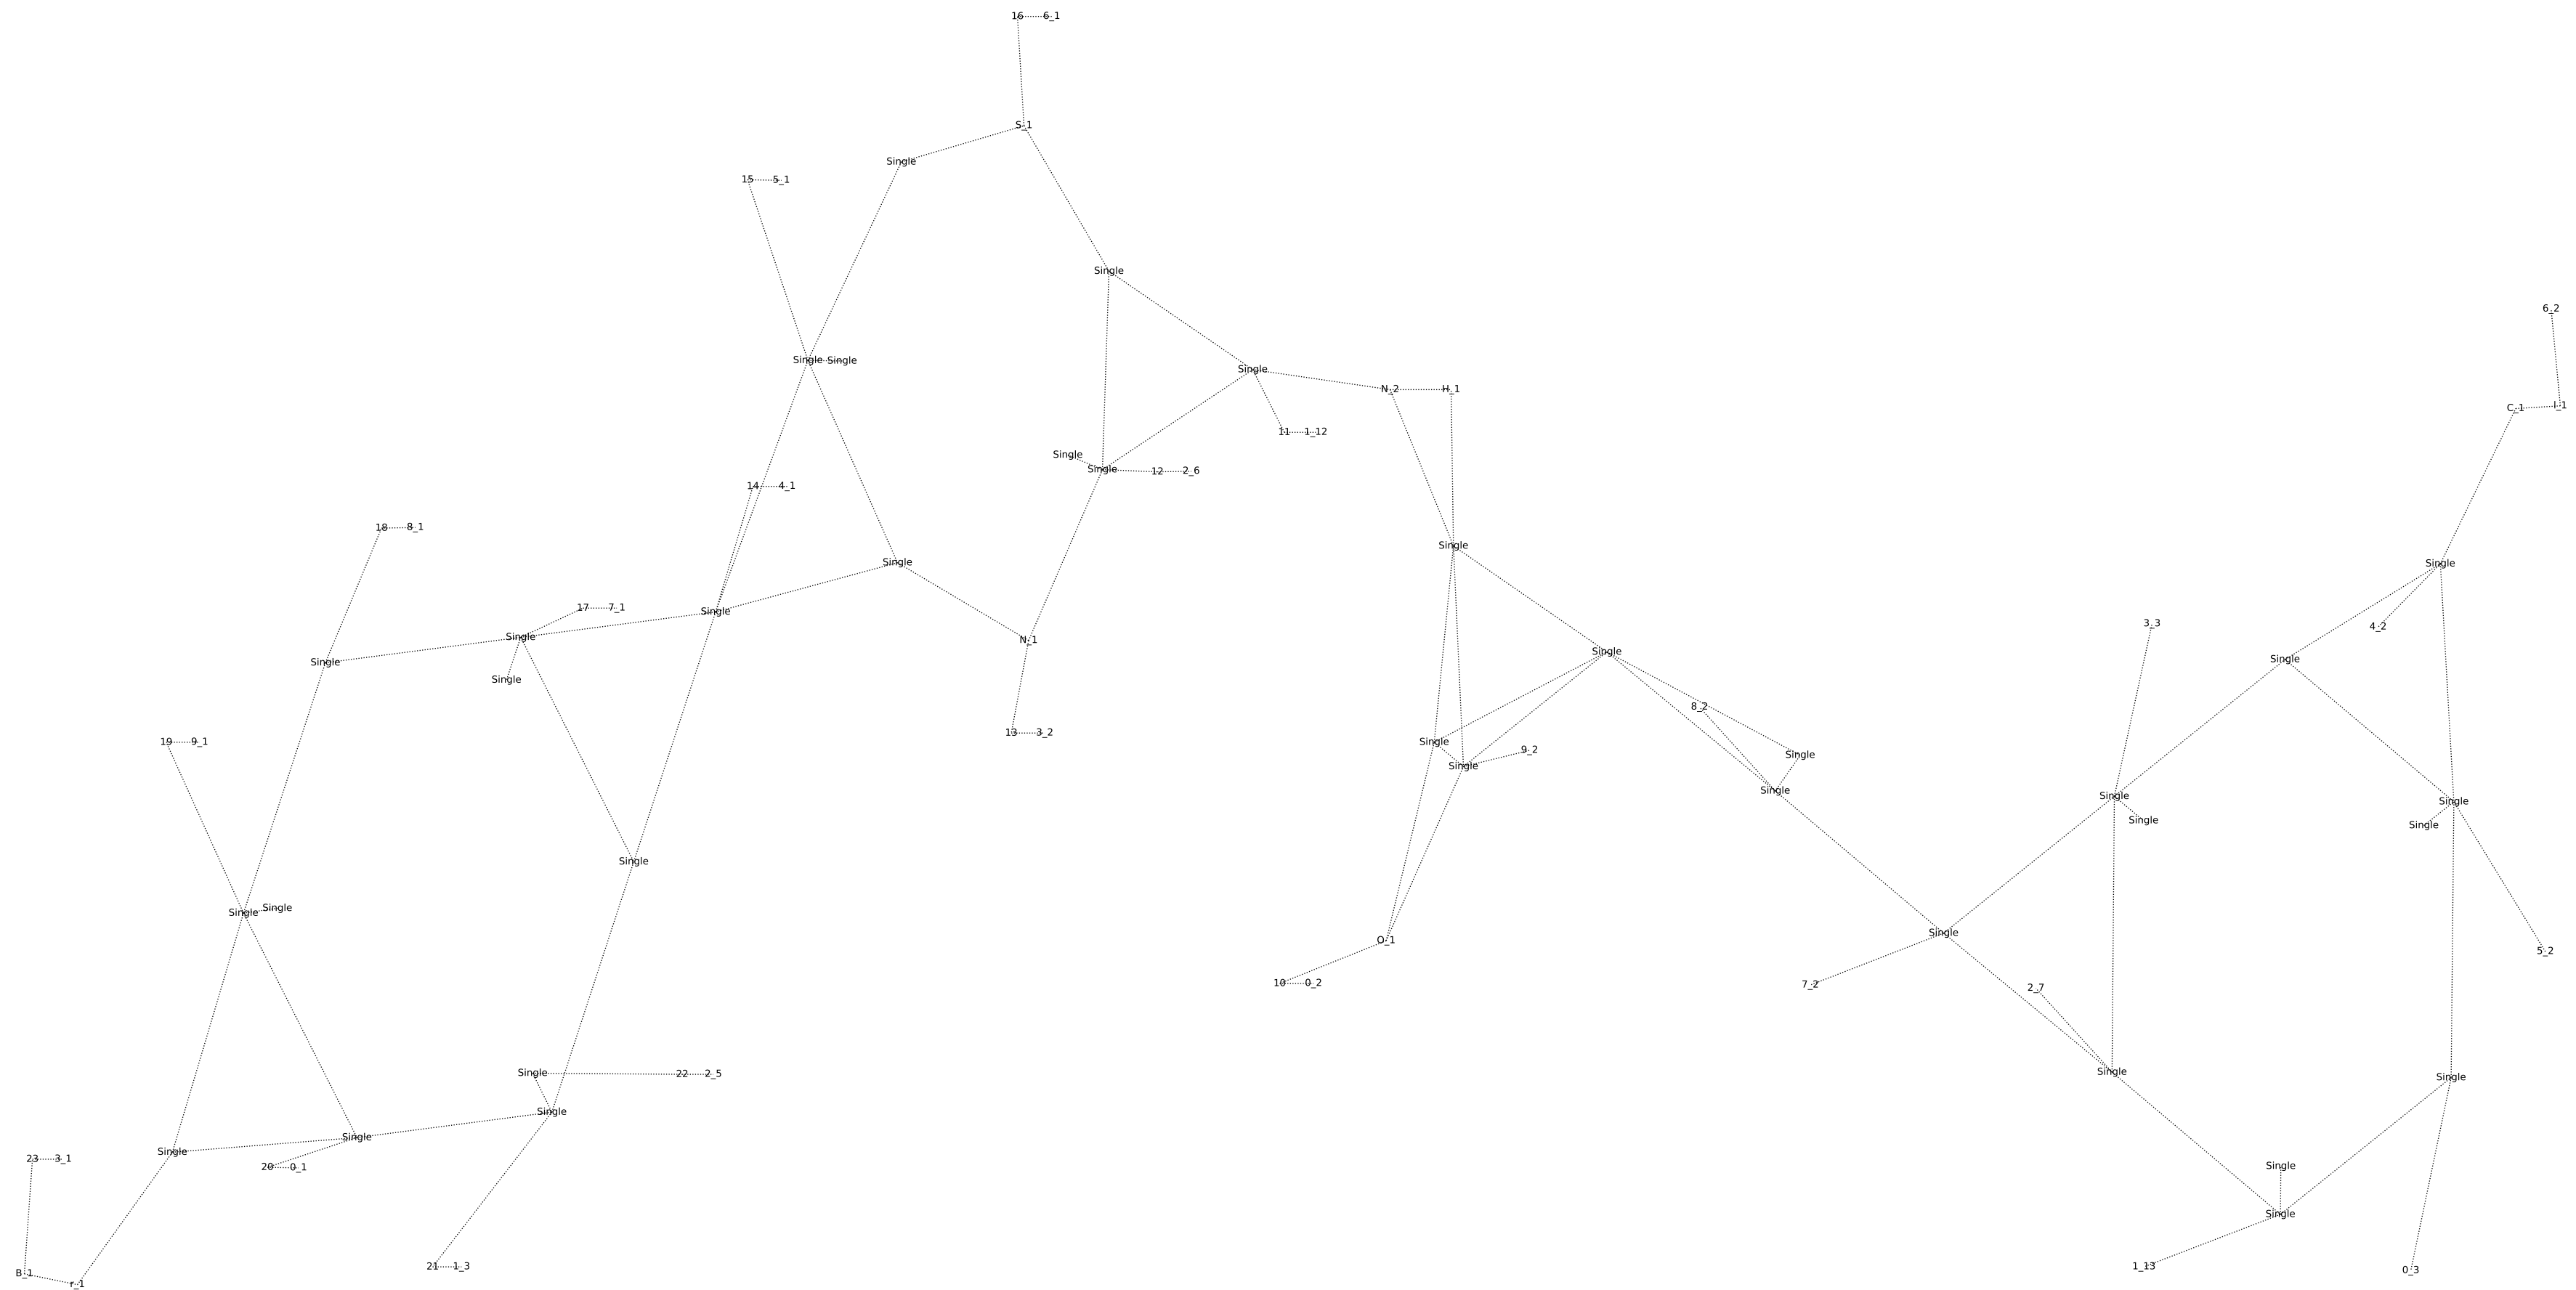 16 6_1
S_1
Single
15 5_1
Single
6_2
Single Single
Single
N_2 H_1
C_1 I_1
11 1_12
Single
Single 12 2_6
14 4_1
18 8_1
Single
Single
Single
17 7_1
Single
3_3
4_2
Single
N_1
Single
Single
Single
Single
8_2
13 3_2
19 9_1
Single
9_2
Single
Single
Single
Single
Single
Single
Single
Single
Single
Single Single
Single
O_1
5_2
10 0_2
7_2
2_7
Single
Single 22 2_5
Single
Single
Single
Single
23 3_1
Single
20 0_1
Single
21 1_3
1_13
0_3
B_1
r_1